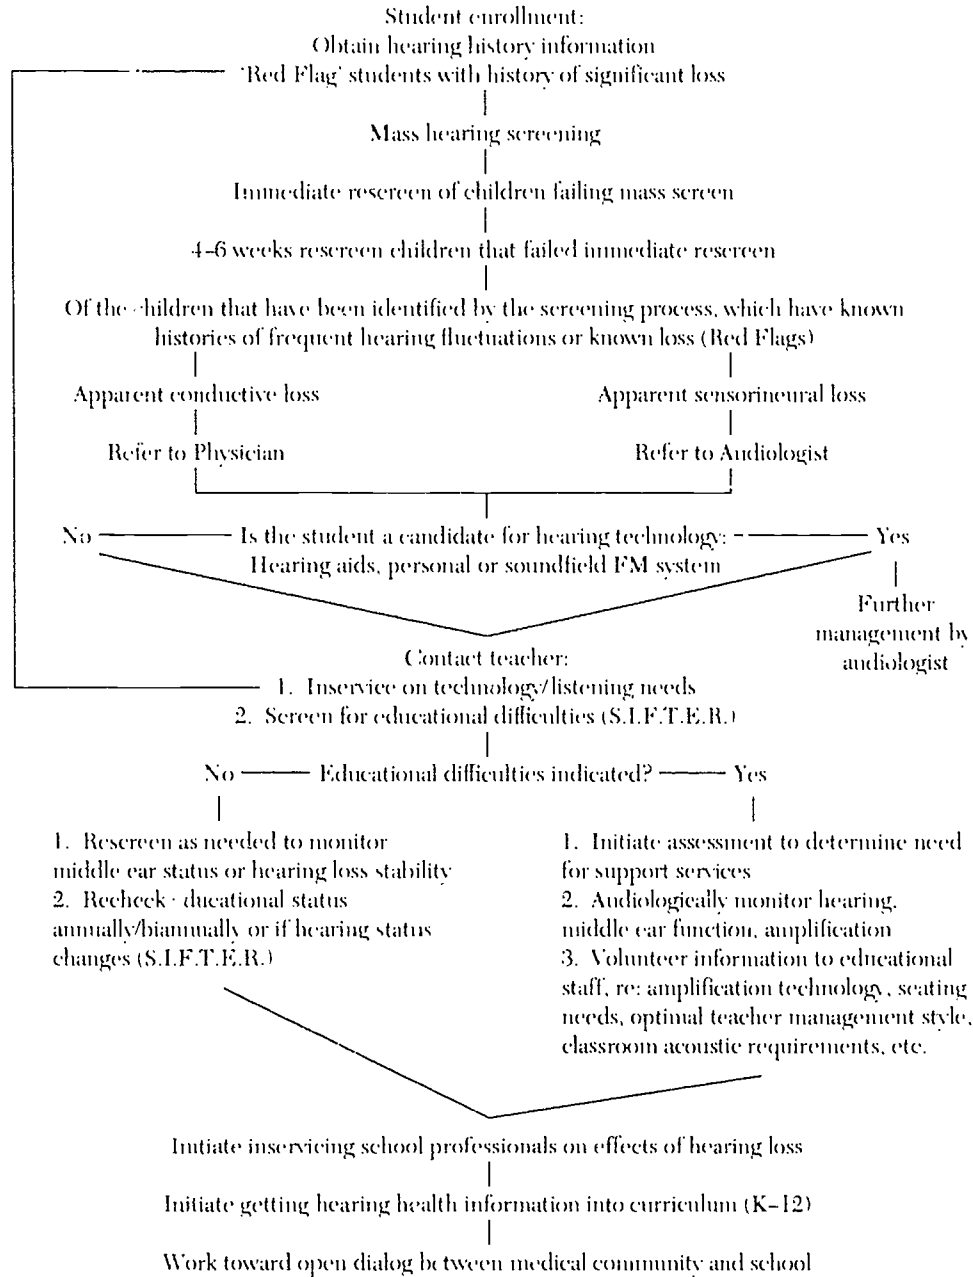 Student enrollment:
Obtain hearing history information
'Red Flag' students with history of significant loss
Mass hearing screening
Immediate rescreen of children failing mass screen
4–6 weeks rescreen children that failed immediate rescreen
Of the children that have been identified by the screening process, which have known
histories of frequent hearing fluctuations or known loss (Red Flags)
Apparent conductive loss
Apparent sensorineural loss
Refer to Physician
Refer to Audiologist
No
Is the student a candidate for hearing technology:
Yes
Hearing aids, personal or soundfield FM system
Further
management by
audiologist
Contact teacher:
1. Inservice on technology/listening needs
2. Screen for educational difficulties (S.I.F.T.E.R.)
No
Educational difficulties indicated?
Yes
1. Rescreen as needed to monitor
middle ear status or hearing loss stability
2. Recheck ducational status
annually/biannually or if hearing status
changes (S.I.F.T.E.R.)
1. Initiate assessment to determine need
for support services
2. Audiologically monitor hearing,
middle ear function, amplification
3. Volunteer information to educational
staff, re: amplification technology, seating
needs, optimal teacher management style,
classroom acoustic requirements, etc.
Initiate inservicing school professionals on effects of hearing loss
Initiate getting hearing health information into curriculum (K–12)
Work toward open dialog between medical community and school